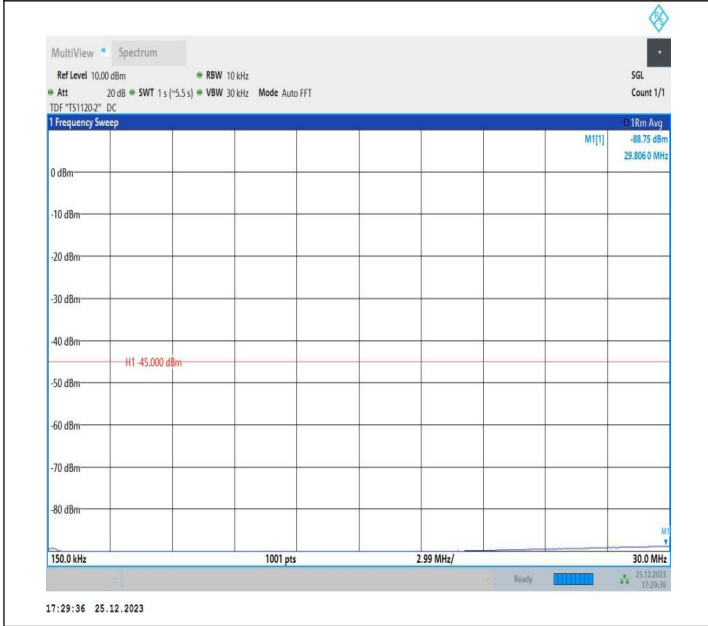 R S
MultiView Spectrum
Ref Level 10.00 dBm RBW 10 kHz SGL
Att 20 dB SWT 1 s (~5.5 s) VBW 30 kHz Mode Auto FFT Count 1/1
TDF "TS1120-2" DC
1 Frequency Sweep 1Rm Avg
M1[1] -88.75 dBm
29.806 0 MHz
0 dBm
-10 dBm
-20 dBm
-30 dBm
-40 dBm
H1 -45.000 dBm
-50 dBm
-60 dBm
-70 dBm
-80 dBm
M1
150.0 kHz 1001 pts 2.99 MHz/ 30.0 MHz
Ready 25.12.2023
17:29:36
17:29:36 25.12.2023